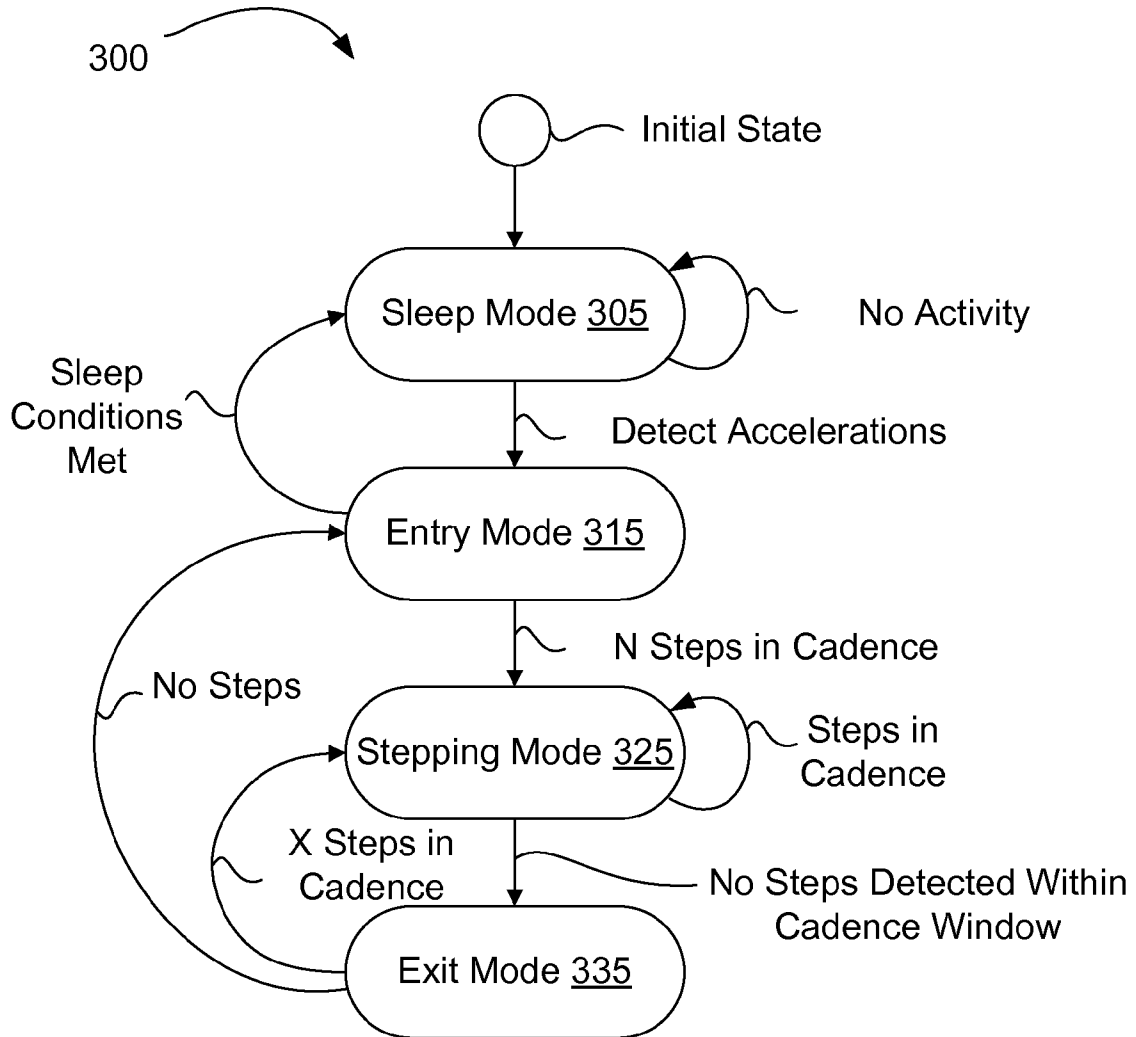 300
Initial State
Sleep Mode 305
No Activity
Sleep
Conditions
Met
Detect Accelerations
Entry Mode 315
N Steps in Cadence
No Steps
Stepping Mode 325
Steps in
Cadence
X Steps in
Cadence
No Steps Detected Within
Cadence Window
Exit Mode 335